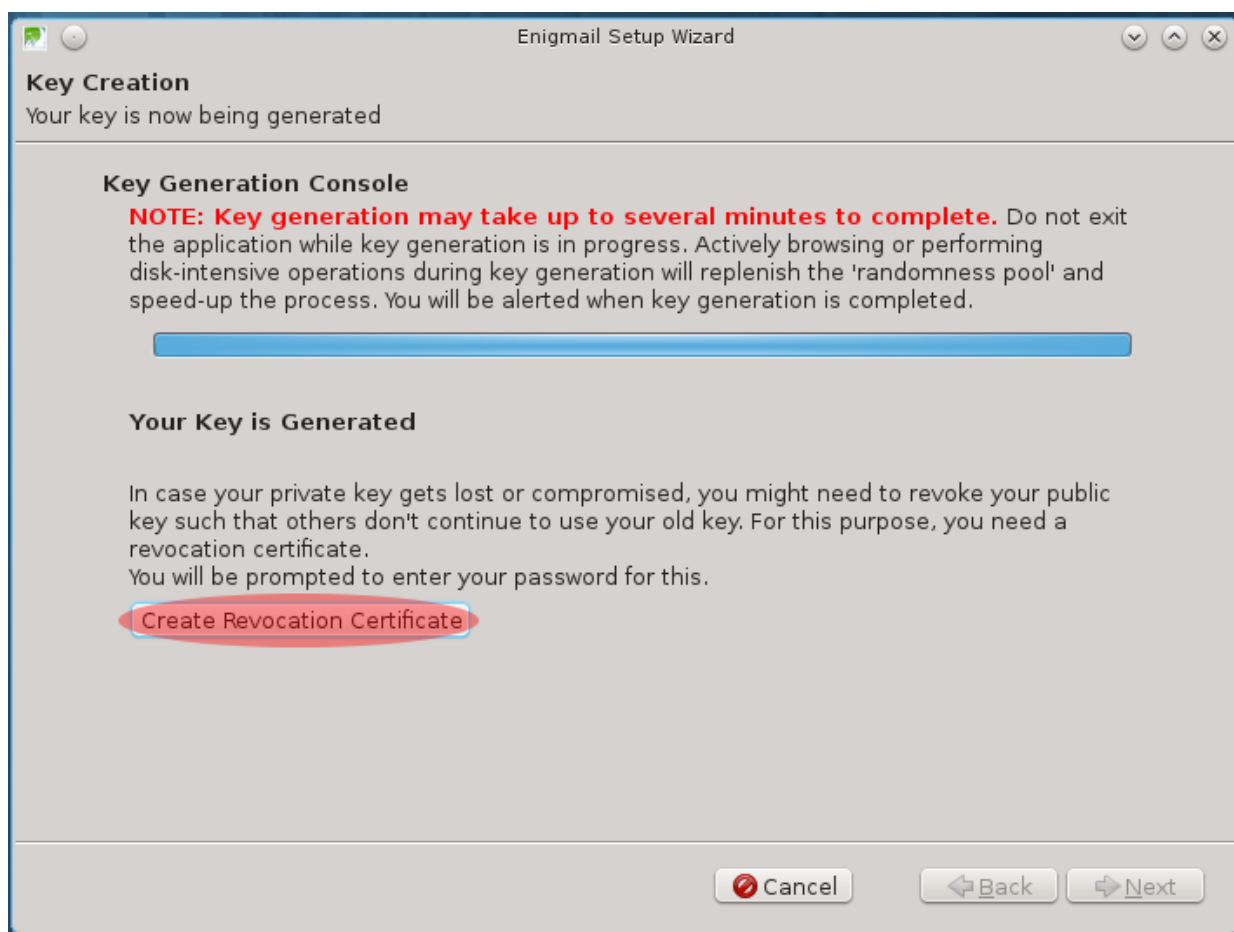 Enigmail Setup Wizard
Key Creation
Your key is now being generated
Key Generation Console
NOTE: Key generation may take up to several minutes to complete. Do not exit
the application while key generation is in progress. Actively browsing or performing
disk-intensive operations during key generation will replenish the 'randomness pool' and
speed-up the process. You will be alerted when key generation is completed.
Your Key is Generated
In case your private key gets lost or compromised, you might need to revoke your public
key such that others don't continue to use your old key. For this purpose, you need a
revocation certificate.
You will be prompted to enter your password for this.
Create Revocation Certificate
Cancel
Back
Next